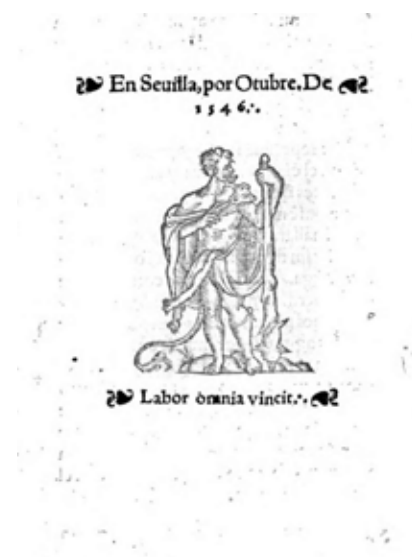 En Seuilla, por Otubre. De
1546.
Labor omnia vincit.